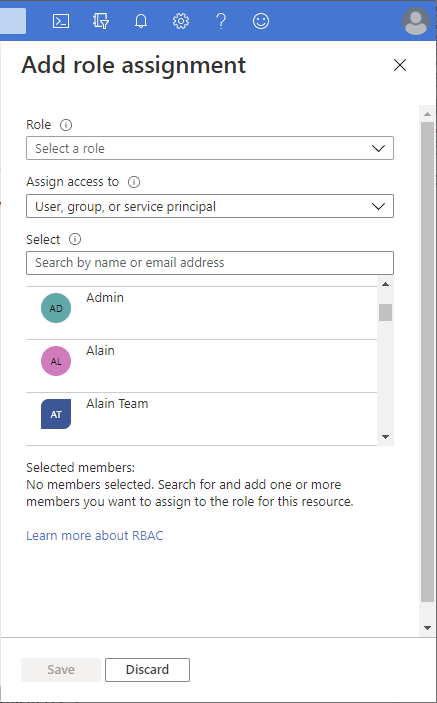 Add role assignment
Role
Select a role
Assign access to
User, group, or service principal
Select
Search by name or email address
AD Admin
AL Alain
AT Alain Team
Selected members:
No members selected. Search for and add one or more
members you want to assign to the role for this resource.
Learn more about RBAC
Save Discard